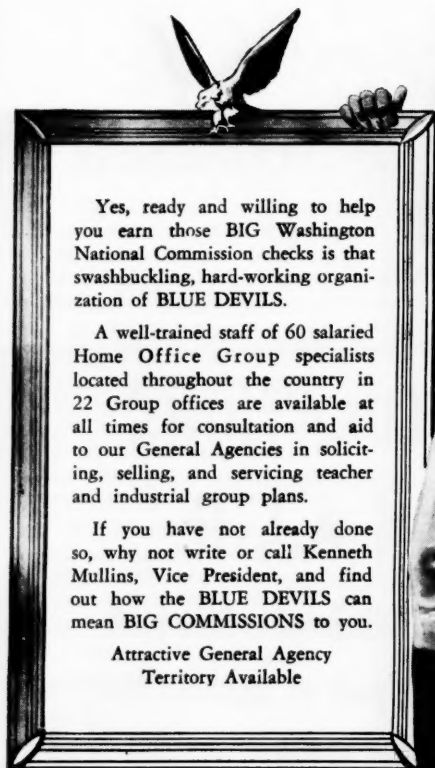 Yes, ready and willing to help
you earn those BIG Washington
National Commission checks is that
swashbuckling, hard-working organi-
zation of BLUE DEVILS.
A well-trained staff of 60 salaried
Home Office Group specialists
located throughout the country in
22 Group offices are available at
all times for consultation and aid
to our General Agencies in solicit-
ing, selling, and servicing teacher
and industrial group plans.
If you have not already done
so, why not write or call Kenneth
Mullins, Vice President, and find
out how the BLUE DEVILS can
mean BIG COMMISSIONS to you.
Attractive General Agency
Territory Available